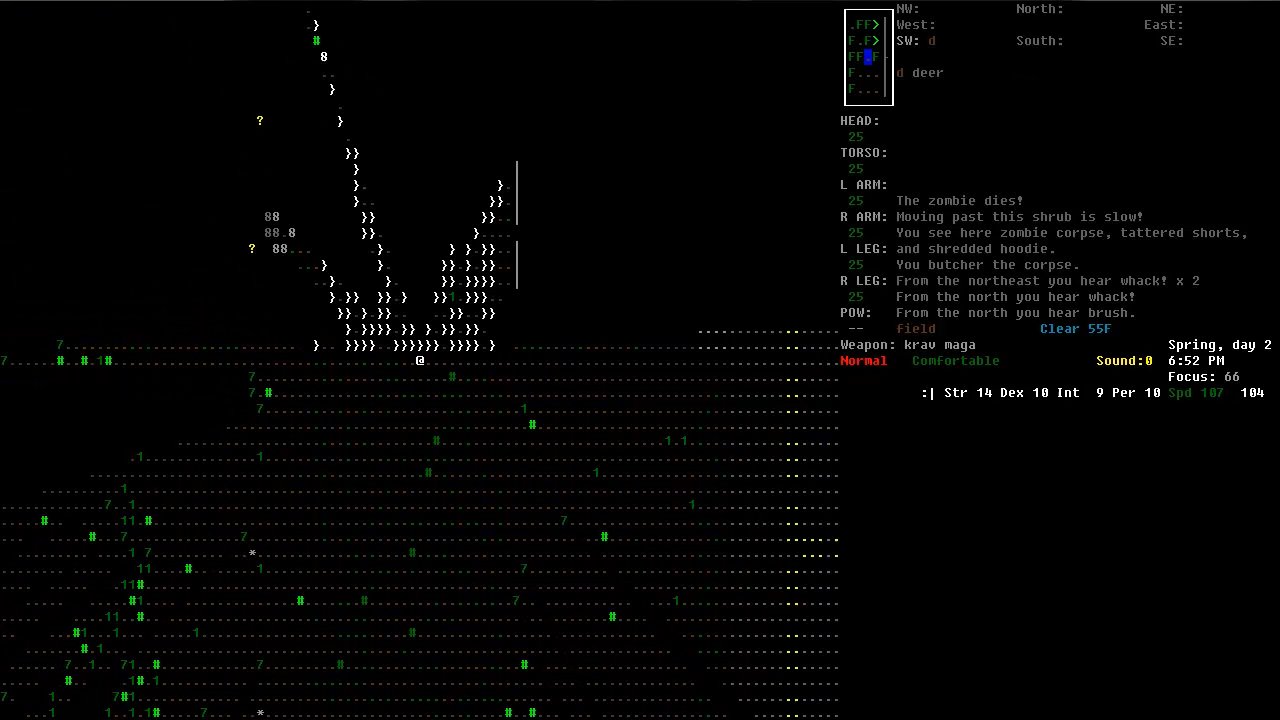 NW: North: NE:
West: East:
SW: d South: SE:
d deer
HEAD:
25
TORSO:
25
L ARM:
25 The zombie dies!
R ARM: Moving past this shrub is slow!
25 You see here zombie corpse, tattered shorts,
L LEG: and shredded hoodie.
25 You butcher the corpse.
R LEG: From the northeast you hear whack! x 2
25 From the north you hear whack!
POW: From the north you hear brush.
-- field Clear 55F
Weapon: krav maga Spring, day 2
Normal Comfortable Sound:0 6:52 PM
Focus: 66
:| Str 14 Dex 10 Int 9 Per 10 Spd 107 104